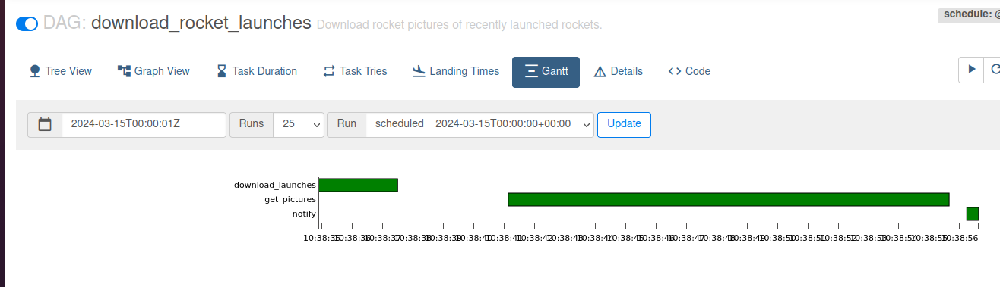 DAG: download_rocket_launches Download rocket pictures of recently launched rockets.
schedule:
Tree View Graph View Task Duration Task Tries Landing Times Gantt Details Code
2024-03-15T00:00:01Z Runs 25 Run scheduled__2024-03-15T00:00:00+00:00 Update
download_launches
get_pictures
notify
10:38:35 10:38:36 10:38:37 10:38:38 10:38:39 10:38:40 10:38:41 10:38:42 10:38:43 10:38:44 10:38:45 10:38:46 10:38:47 10:38:48 10:38:49 10:38:50 10:38:51 10:38:52 10:38:53 10:38:54 10:38:55 10:38:56